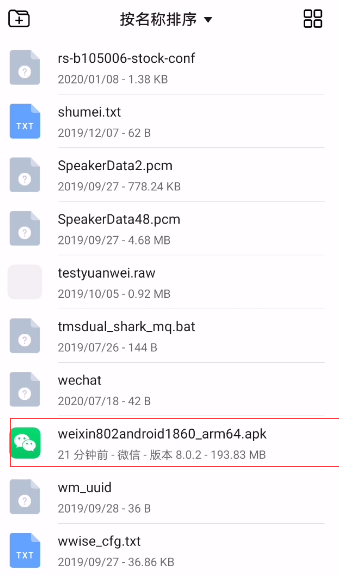 按名称排序
rs-b105006-stock-conf
2020/01/08 - 1.38 KB
shumei.txt
TXT
2019/12/07 - 62 B
SpeakerData2.pcm
2019/09/27 - 778.24 KB
SpeakerData48.pcm
2019/09/27 - 4.68 MB
testyuanwei.raw
2019/10/05 - 0.92 MB
tmsdual_shark_mq.bat
2019/07/26 - 144 B
wechat
2020/07/18 - 42 B
weixin802android1860_arm64.apk
21 分钟前 - 微信 - 版本 8.0.2 - 193.83 MB
wm_uuid
2019/09/28 - 36 B
wwise_cfg.txt
TXT
2019/09/27 - 36.86 KB